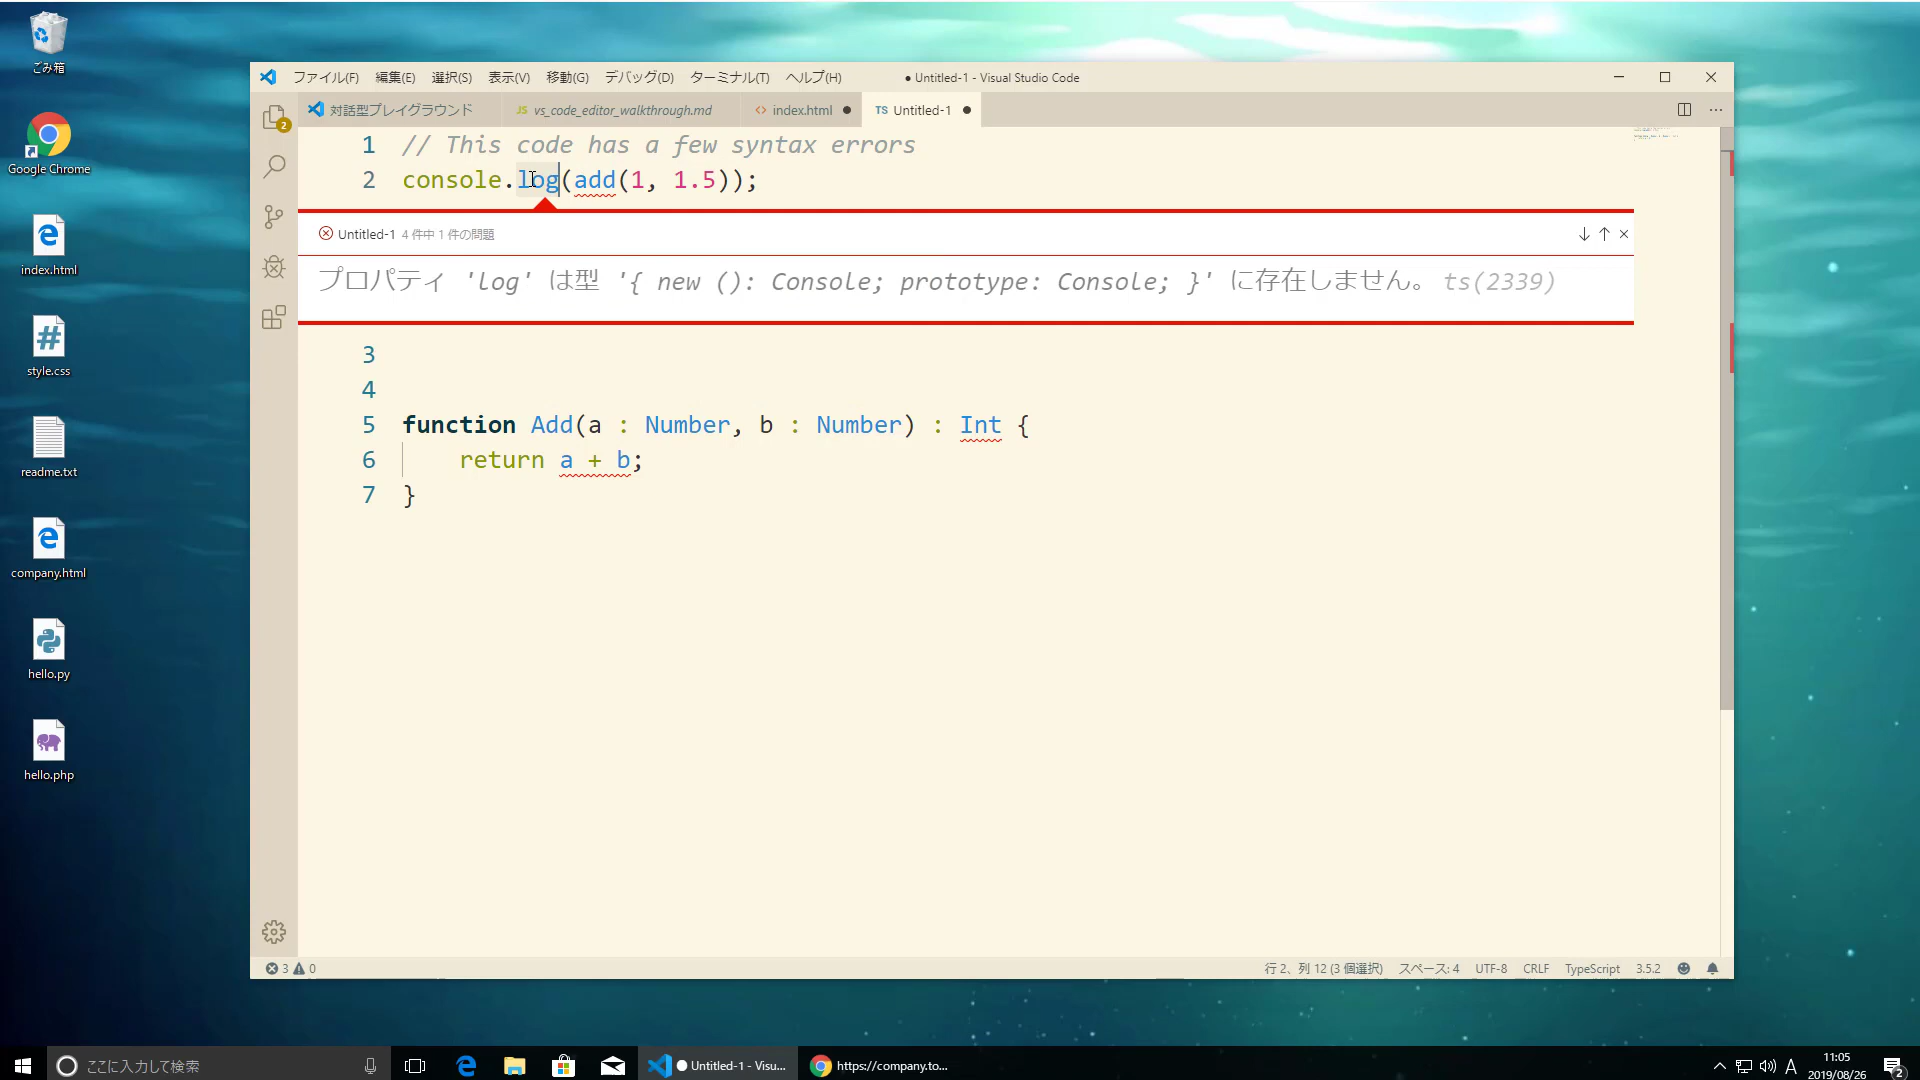 ごみ箱
Google Chrome
index.html
style.css
readme.txt
company.html
hello.py
hello.php
ファイル(F) 編集(E) 選択(S) 表示(V) 移動(G) デバッグ(D) ターミナル(T) ヘルプ(H) ● Untitled-1 - Visual Studio Code
2
対話型プレイグラウンド JS vs_code_editor_walkthrough.md <> index.html ● TS Untitled-1 ● ···
1 // This code has a few syntax errors
2 console.log(add(1, 1.5));
Untitled-1 4 件中 1 件の問題
プロパティ 'log' は型 '{ new (): Console; prototype: Console; }' に存在しません。 ts(2339)
3
4
5 function Add(a : Number, b : Number) : Int {
6 return a + b;
7 }
3 0 行 2、列 12 (3 個選択) スペース: 4 UTF-8 CRLF TypeScript 3.5.2
ここに入力して検索 ● Untitled-1 - Visu... https://company.to... A 11:05
2019/08/26 2